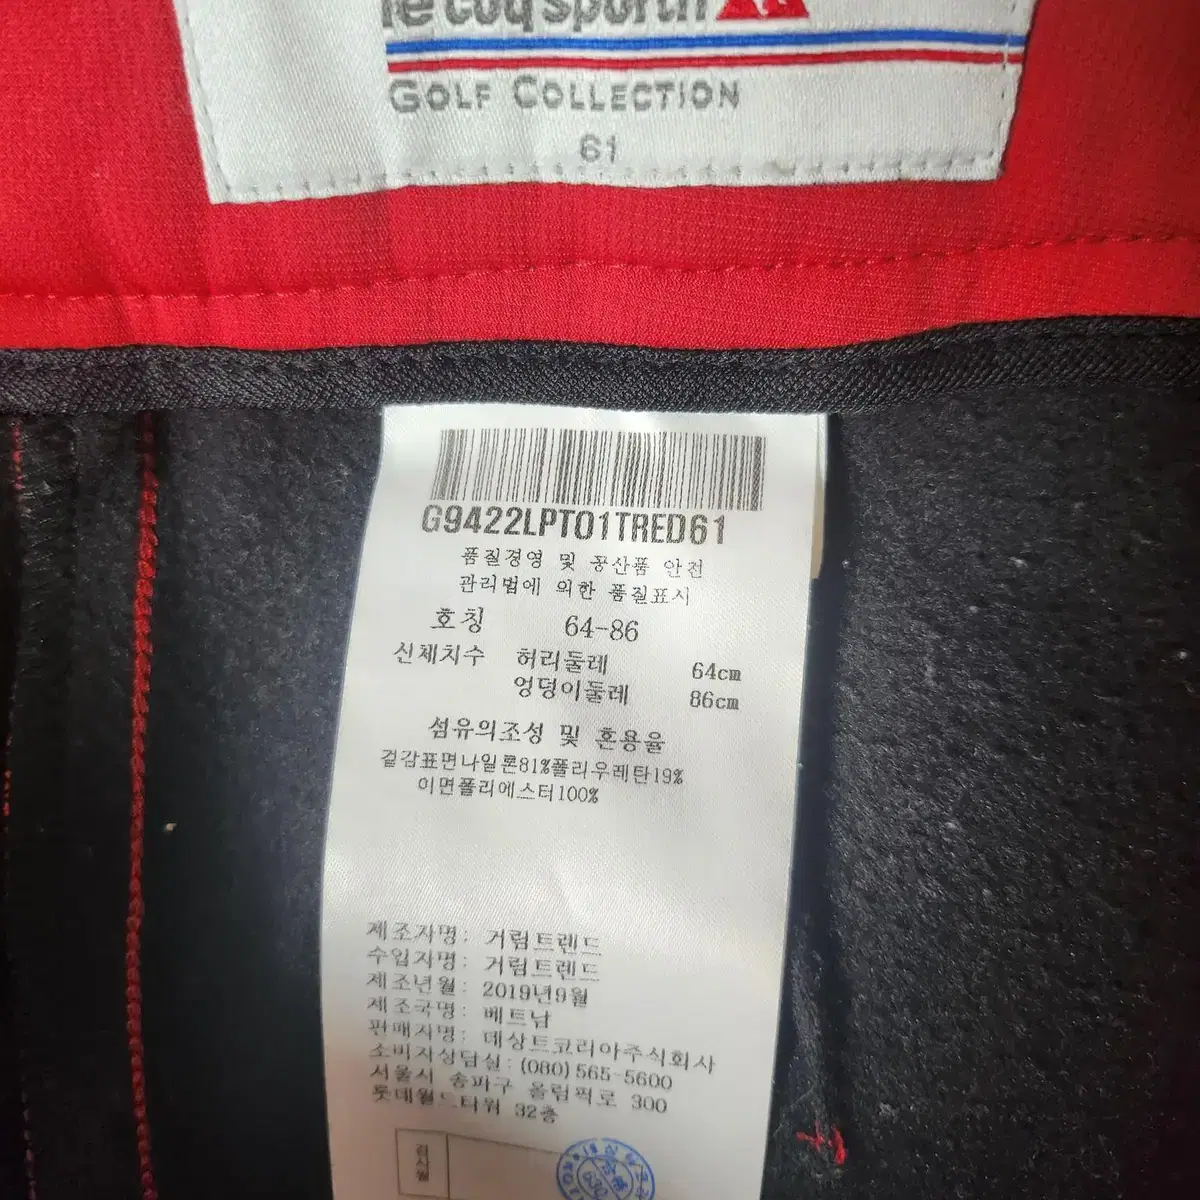 le coq sportif
GOLF COLLECTION
61
G9422LPT01TRED61
품질경영 및 공산품 안전
관리법에 의한 품질표시
호칭 64-86
신체치수 허리둘레 64cm
엉덩이둘레 86cm
섬유의조성 및 혼용율
겉감표면나일론81%폴리우레탄19%
이면폴리에스터100%
제조자명: 거림트렌드
수입자명: 거림트렌드
제조년월: 2019년9월
제조국명: 베트남
판매자명: 데상트코리아주식회사
소비자상담실: (080)565-5600
서울시 송파구 올림픽로 300
롯데월드타워 32층
검사필